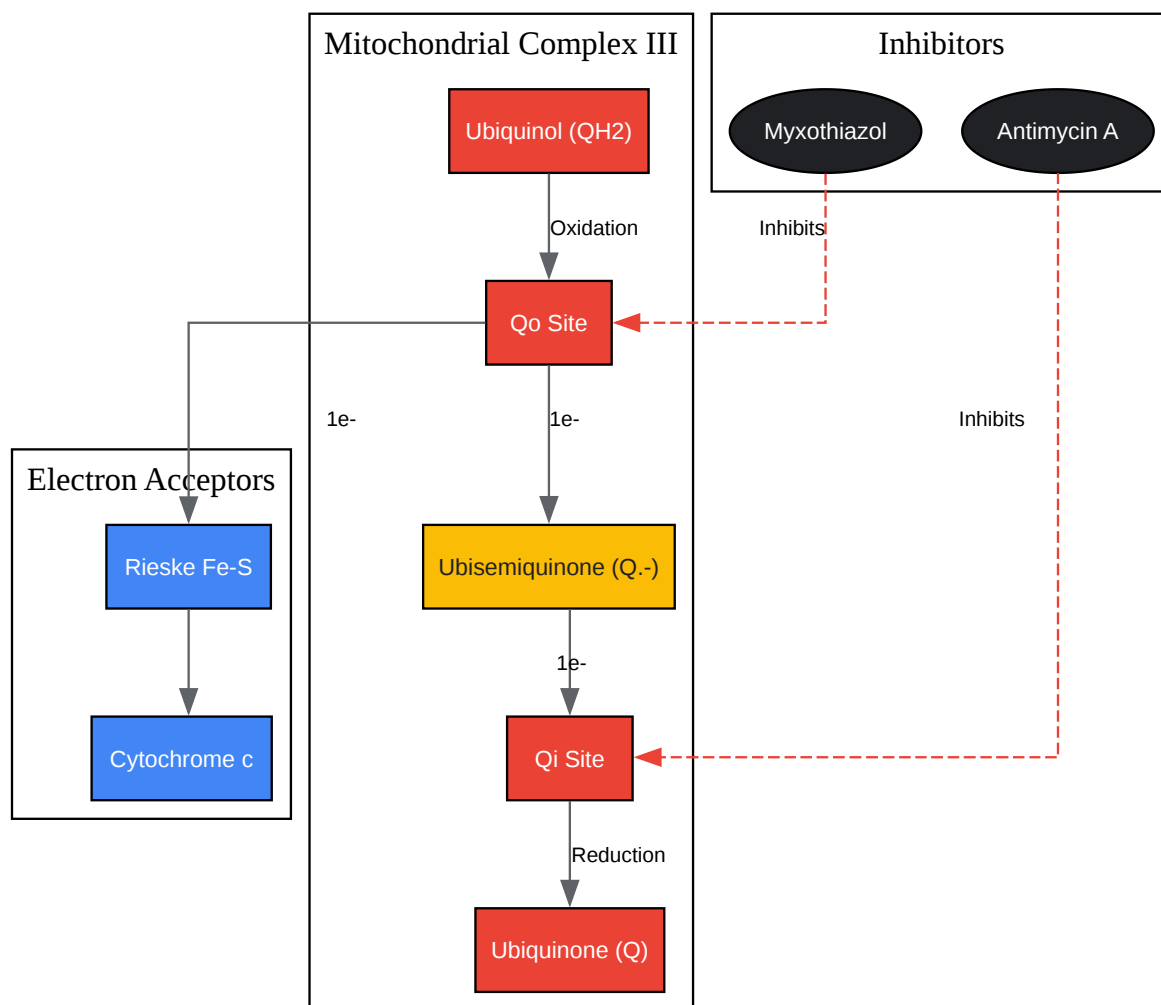 Mitochondrial Complex III
Inhibitors
Ubiquinol (QH2)
Myxothiazol
Antimycin A
Oxidation
Inhibits
Qo Site
1e-
1e-
Inhibits
Electron Acceptors
Rieske Fe-S
Ubisemiquinone (Q.-)
1e-
Cytochrome c
Qi Site
Reduction
Ubiquinone (Q)